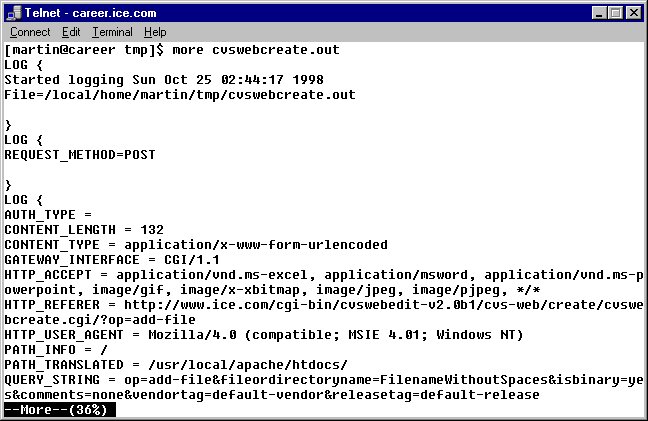 Telnet - career.ice.com
Connect Edit Terminal Help
[martin@career tmp]$ more cvswebcreate.out
LOG {
Started logging Sun Oct 25 02:44:17 1998
File=/local/home/martin/tmp/cvswebcreate.out
}
LOG {
REQUEST_METHOD=POST
}
LOG {
AUTH_TYPE =
CONTENT_LENGTH = 132
CONTENT_TYPE = application/x-www-form-urlencoded
GATEWAY_INTERFACE = CGI/1.1
HTTP_ACCEPT = application/vnd.ms-excel, application/msword, application/vnd.ms-p
owerpoint, image/gif, image/x-xbitmap, image/jpeg, image/pjpeg, */*
HTTP_REFERER = http://www.ice.com/cgi-bin/cvswebedit-v2.0b1/cvs-web/create/cvswe
bcreate.cgi/?op=add-file
HTTP_USER_AGENT = Mozilla/4.0 (compatible; MSIE 4.01; Windows NT)
PATH_INFO = /
PATH_TRANSLATED = /usr/local/apache/htdocs/
QUERY_STRING = op=add-file&fileordirectoryname=FilenameWithoutSpaces&isbinary=ye
s&comments=none&vendortag=default-vendor&releasetag=default-release
--More--(36%)